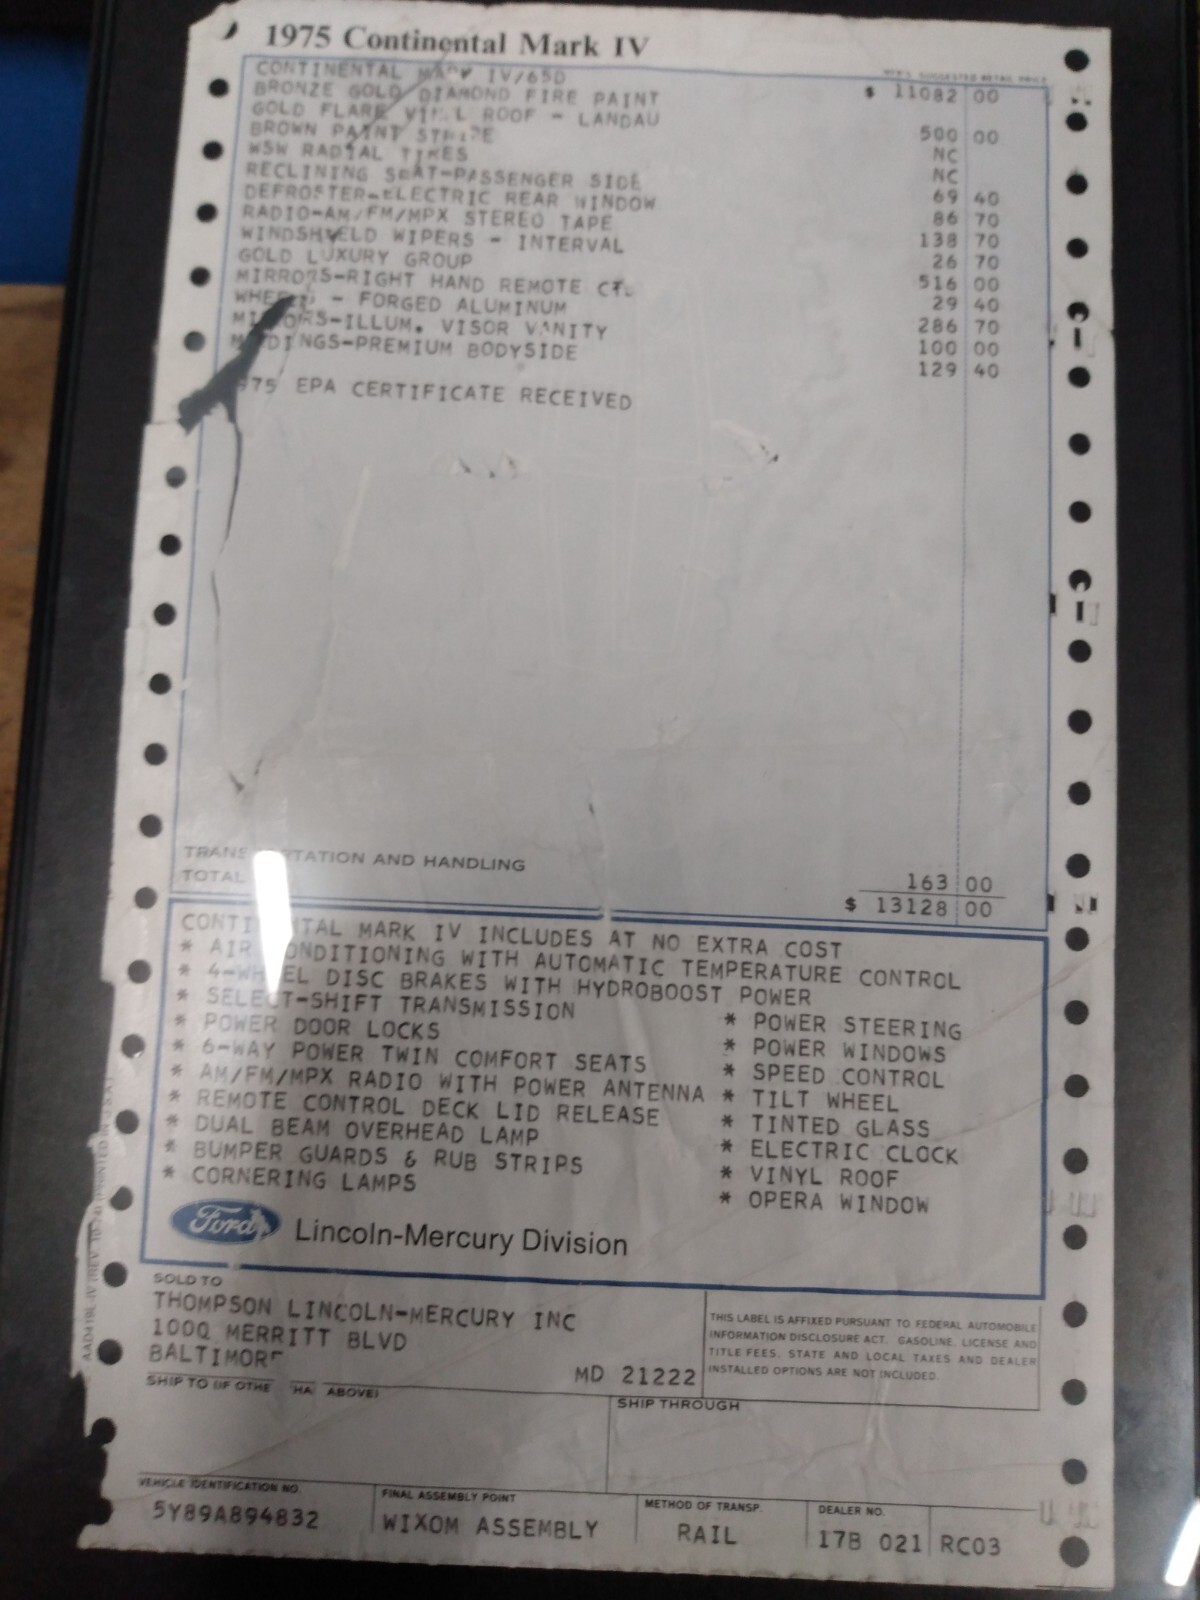 1975 Continental Mark IV
MFR'S. SUGGESTED RETAIL PRICE
CONTINENTAL MARK IV/65D $ 11082 00
BRONZE GOLD DIAMOND FIRE PAINT
GOLD FLARE VINYL ROOF - LANDAU 500 00
BROWN PAINT STRIPE NC
WSW RADIAL TIRES NC
RECLINING SEAT-PASSENGER SIDE 69 40
DEFROSTER-ELECTRIC REAR WINDOW 86 70
RADIO-AM/FM/MPX STEREO TAPE 138 70
WINDSHIELD WIPERS - INTERVAL 26 70
GOLD LUXURY GROUP 516 00
MIRRORS-RIGHT HAND REMOTE CTL 29 40
WHEELS - FORGED ALUMINUM 286 70
MIRRORS-ILLUM. VISOR VANITY 100 00
MOLDINGS-PREMIUM BODYSIDE 129 40
1975 EPA CERTIFICATE RECEIVED
TRANSPORTATION AND HANDLING 163 00
TOTAL $ 13128 00
CONTINENTAL MARK IV INCLUDES AT NO EXTRA COST
* AIR CONDITIONING WITH AUTOMATIC TEMPERATURE CONTROL
* 4-WHEEL DISC BRAKES WITH HYDROBOOST POWER
* SELECT-SHIFT TRANSMISSION * POWER STEERING
* POWER DOOR LOCKS * POWER WINDOWS
* 6-WAY POWER TWIN COMFORT SEATS * SPEED CONTROL
* AM/FM/MPX RADIO WITH POWER ANTENNA * TILT WHEEL
* REMOTE CONTROL DECK LID RELEASE * TINTED GLASS
* DUAL BEAM OVERHEAD LAMP * ELECTRIC CLOCK
* BUMPER GUARDS & RUB STRIPS * VINYL ROOF
* CORNERING LAMPS * OPERA WINDOW
Ford Lincoln-Mercury Division
SOLD TO
THOMPSON LINCOLN-MERCURY INC
1000 MERRITT BLVD
BALTIMORE MD 21222
THIS LABEL IS AFFIXED PURSUANT TO FEDERAL AUTOMOBILE
INFORMATION DISCLOSURE ACT. GASOLINE, LICENSE AND
TITLE FEES, STATE AND LOCAL TAXES AND DEALER
INSTALLED OPTIONS ARE NOT INCLUDED.
SHIP TO (IF OTHER THAN ABOVE)
SHIP THROUGH
VEHICLE IDENTIFICATION NO.
5Y89A894832
FINAL ASSEMBLY POINT
WIXOM ASSEMBLY
METHOD OF TRANSP.
RAIL
DEALER NO.
17B 021
RC03